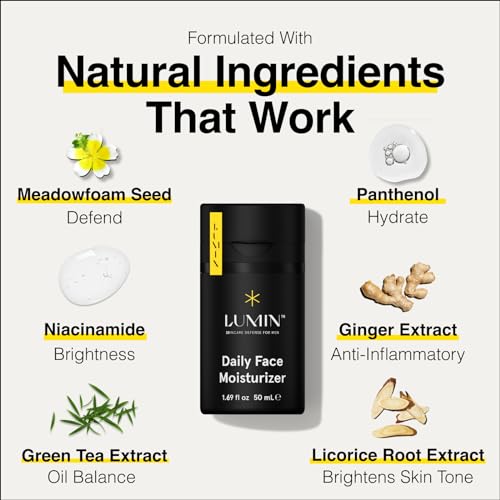 Formulated With
Natural Ingredients
That Work
Meadowfoam Seed
Defend
Panthenol
Hydrate
LUMIN
LUMIN™
SKINCARE DEFENSE FOR MEN
Daily Face
Moisturizer
1.69 fl oz 50 mL℮
Niacinamide
Brightness
Ginger Extract
Anti-Inflammatory
Green Tea Extract
Oil Balance
Licorice Root Extract
Brightens Skin Tone